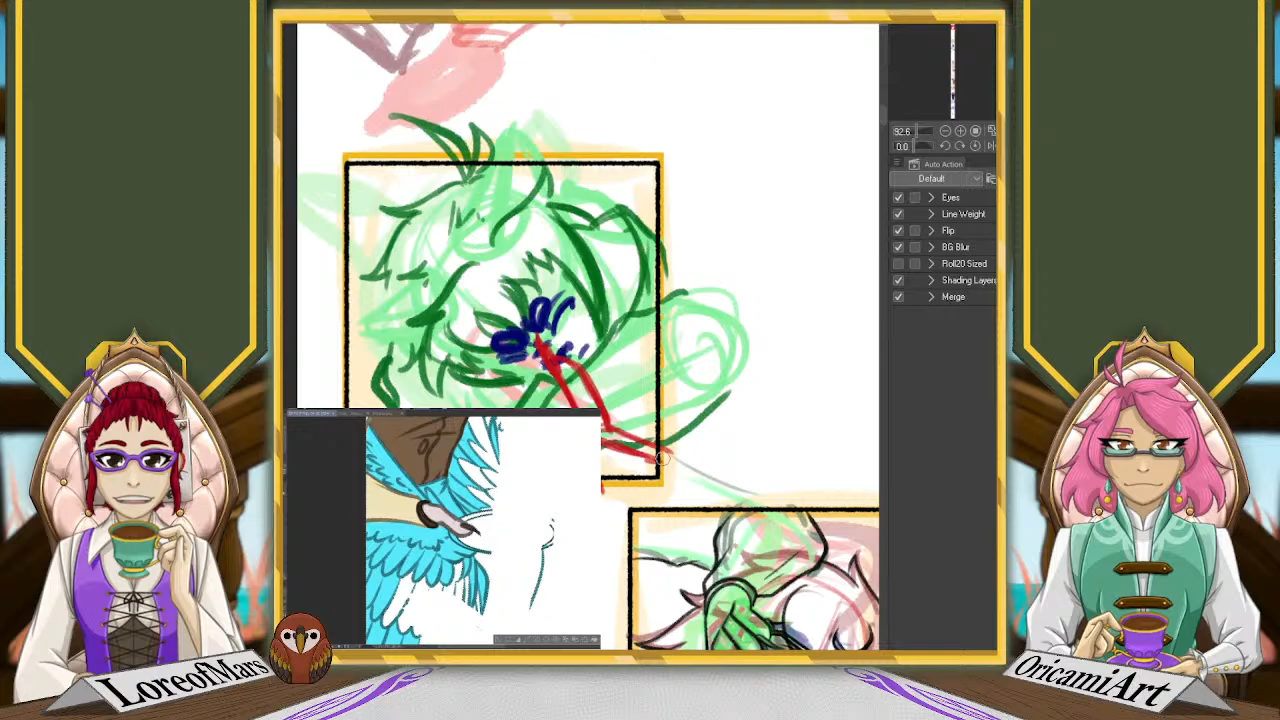 92.6
0.0
Auto Action
Default
Eyes
Line Weight
Flip
BG Blur
Roll20 Sized
Shading Layers
Merge
LoreofMars
OricamiArt